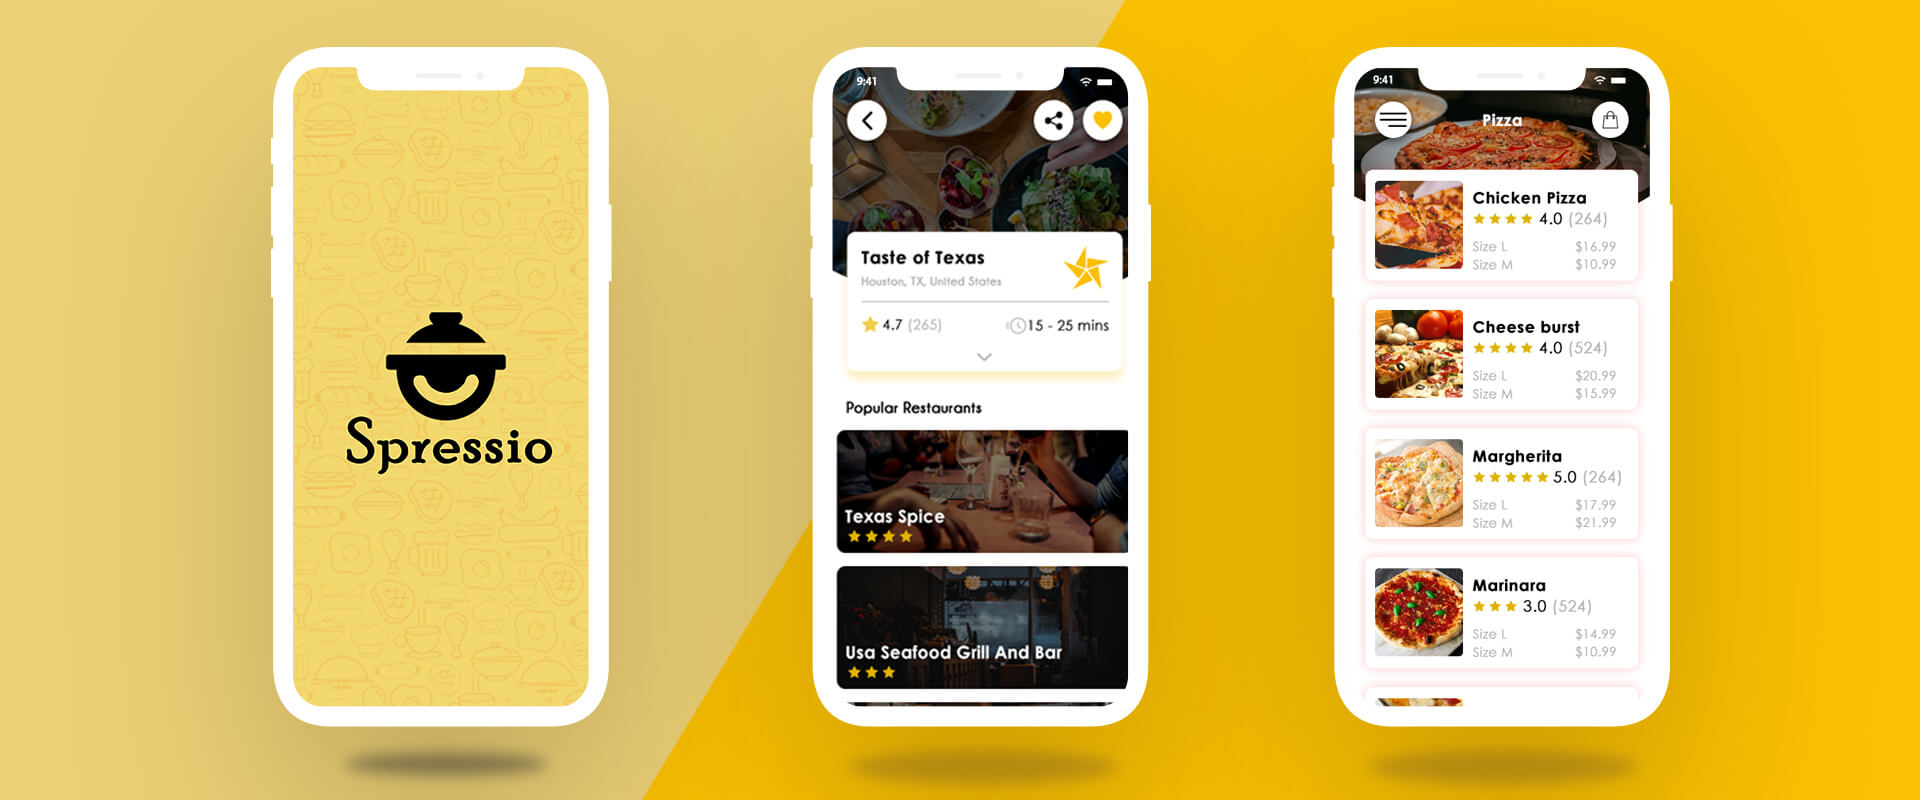 Spressio
9:41
Taste of Texas
Houston, TX, United States
4.7 (265)
15 - 25 mins
Popular Restaurants
Texas Spice
Usa Seafood Grill And Bar
9:41
Pizza
Chicken Pizza
4.0 (264)
Size L $16.99
Size M $10.99
Cheese burst
4.0 (524)
Size L $20.99
Size M $15.99
Margherita
5.0 (264)
Size L $17.99
Size M $21.99
Marinara
3.0 (524)
Size L $14.99
Size M $10.99